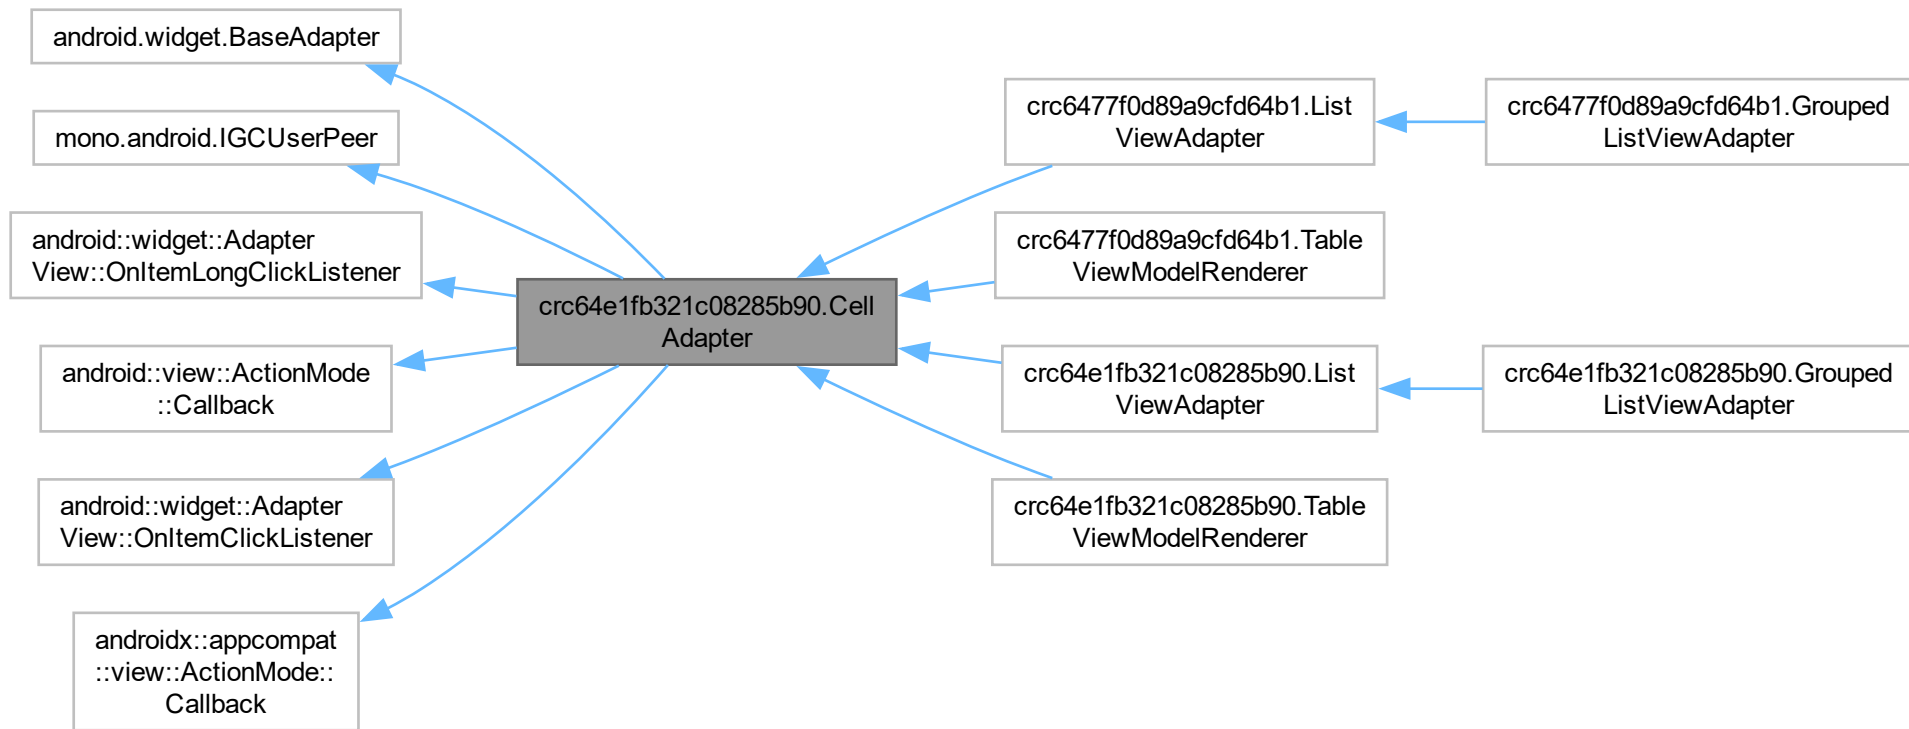 android.widget.BaseAdapter
mono.android.IGCUserPeer
android::widget::Adapter
View::OnItemLongClickListener
android::view::ActionMode
::Callback
android::widget::Adapter
View::OnItemClickListener
androidx::appcompat
::view::ActionMode::
Callback
crc64e1fb321c08285b90.Cell
Adapter
crc6477f0d89a9cfd64b1.List
ViewAdapter
crc6477f0d89a9cfd64b1.Table
ViewModelRenderer
crc64e1fb321c08285b90.List
ViewAdapter
crc64e1fb321c08285b90.Table
ViewModelRenderer
crc6477f0d89a9cfd64b1.Grouped
ListViewAdapter
crc64e1fb321c08285b90.Grouped
ListViewAdapter